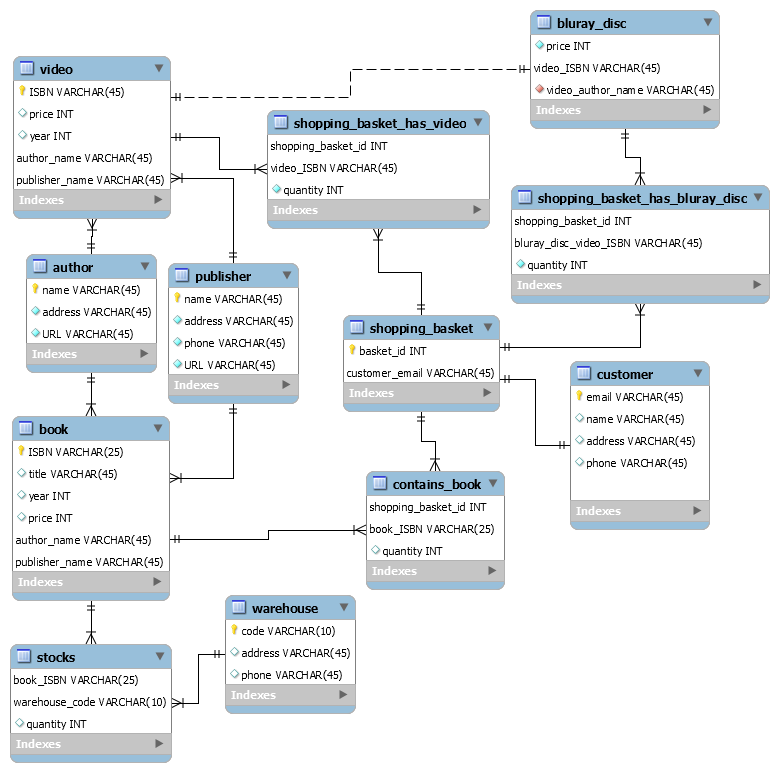 bluray_disc
price INT
video_ISBN VARCHAR(45)
video_author_name VARCHAR(45)
Indexes
video
ISBN VARCHAR(45)
price INT
year INT
author_name VARCHAR(45)
publisher_name VARCHAR(45)
Indexes
shopping_basket_has_video
shopping_basket_id INT
video_ISBN VARCHAR(45)
quantity INT
Indexes
shopping_basket_has_bluray_disc
shopping_basket_id INT
bluray_disc_video_ISBN VARCHAR(45)
quantity INT
Indexes
author
name VARCHAR(45)
address VARCHAR(45)
URL VARCHAR(45)
Indexes
publisher
name VARCHAR(45)
address VARCHAR(45)
phone VARCHAR(45)
URL VARCHAR(45)
Indexes
shopping_basket
basket_id INT
customer_email VARCHAR(45)
Indexes
customer
email VARCHAR(45)
name VARCHAR(45)
address VARCHAR(45)
phone VARCHAR(45)
Indexes
book
ISBN VARCHAR(25)
title VARCHAR(45)
year INT
price INT
author_name VARCHAR(45)
publisher_name VARCHAR(45)
Indexes
contains_book
shopping_basket_id INT
book_ISBN VARCHAR(25)
quantity INT
Indexes
warehouse
code VARCHAR(10)
address VARCHAR(45)
phone VARCHAR(45)
Indexes
stocks
book_ISBN VARCHAR(25)
warehouse_code VARCHAR(10)
quantity INT
Indexes